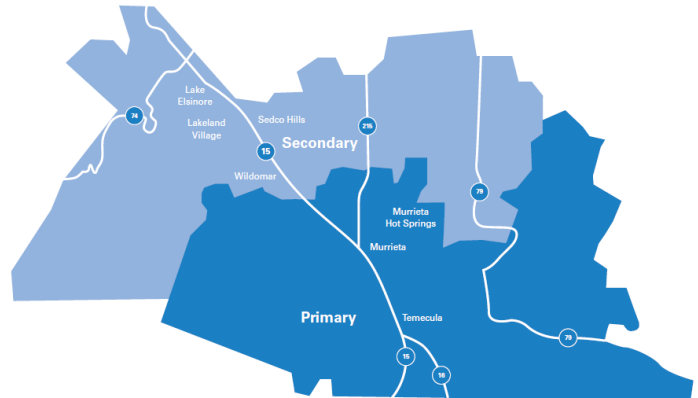 Lake
Elsinore
74
Lakeland
Village
Sedco Hills
215
Secondary
15
Wildomar
79
Murrieta
Hot Springs
Murrieta
Primary
Temecula
79
15
16